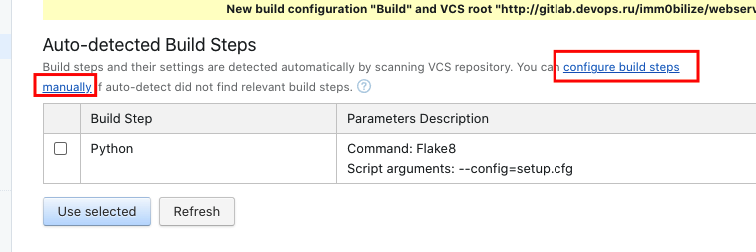 New build configuration "Build" and VCS root "http://gitlab.devops.ru/imm0bilize/webserv
Auto-detected Build Steps
Build steps and their settings are detected automatically by scanning VCS repository. You can configure build steps
manually if auto-detect did not find relevant build steps. ?
Build Step Parameters Description
Python Command: Flake8
Script arguments: --config=setup.cfg
Use selected Refresh